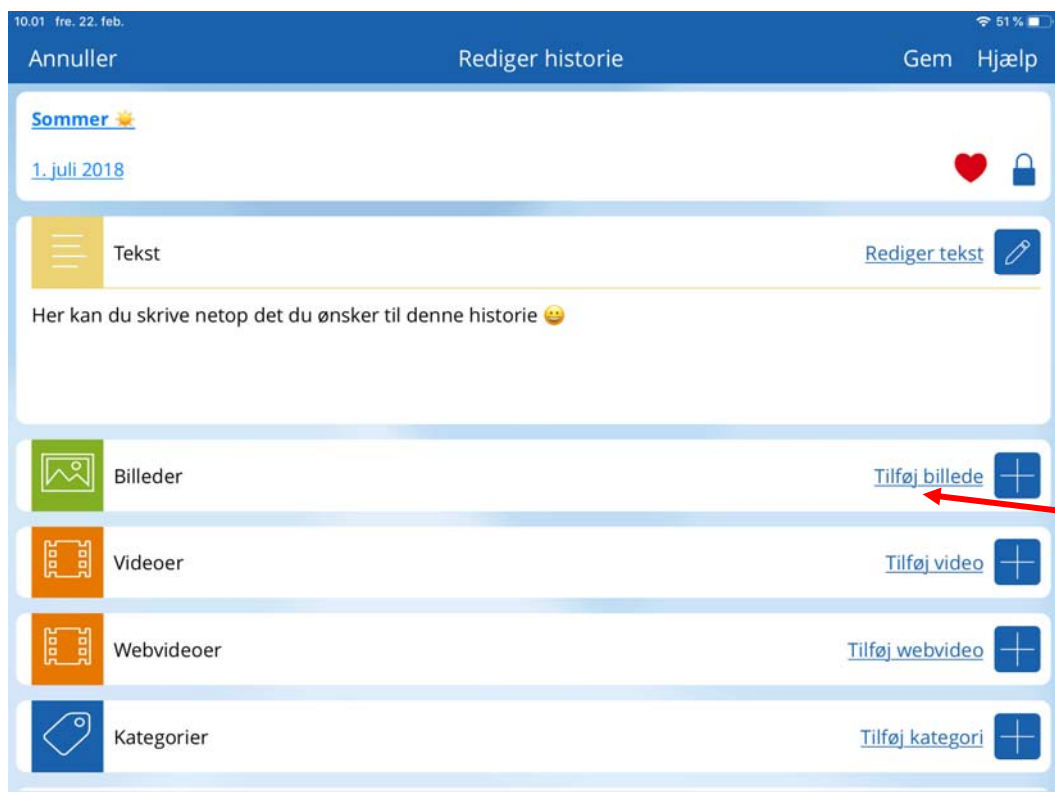 10.01 fre. 22. feb. 51 %
Annuller Rediger historie Gem Hjælp
Sommer ☀️
1. juli 2018
Tekst Rediger tekst
Her kan du skrive netop det du ønsker til denne historie 😀
Billeder Tilføj billede
Videoer Tilføj video
Webvideoer Tilføj webvideo
Kategorier Tilføj kategori